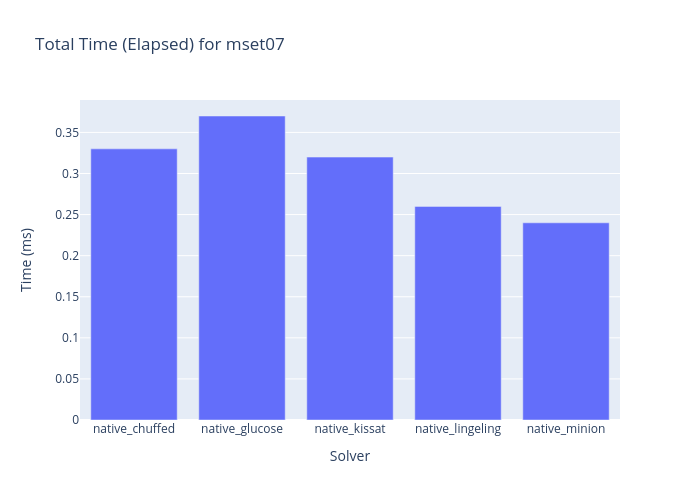 Total Time (Elapsed) for mset07
Time (ms)
0.35
0.3
0.25
0.2
0.15
0.1
0.05
0
native_chuffed native_glucose native_kissat native_lingeling native_minion
Solver